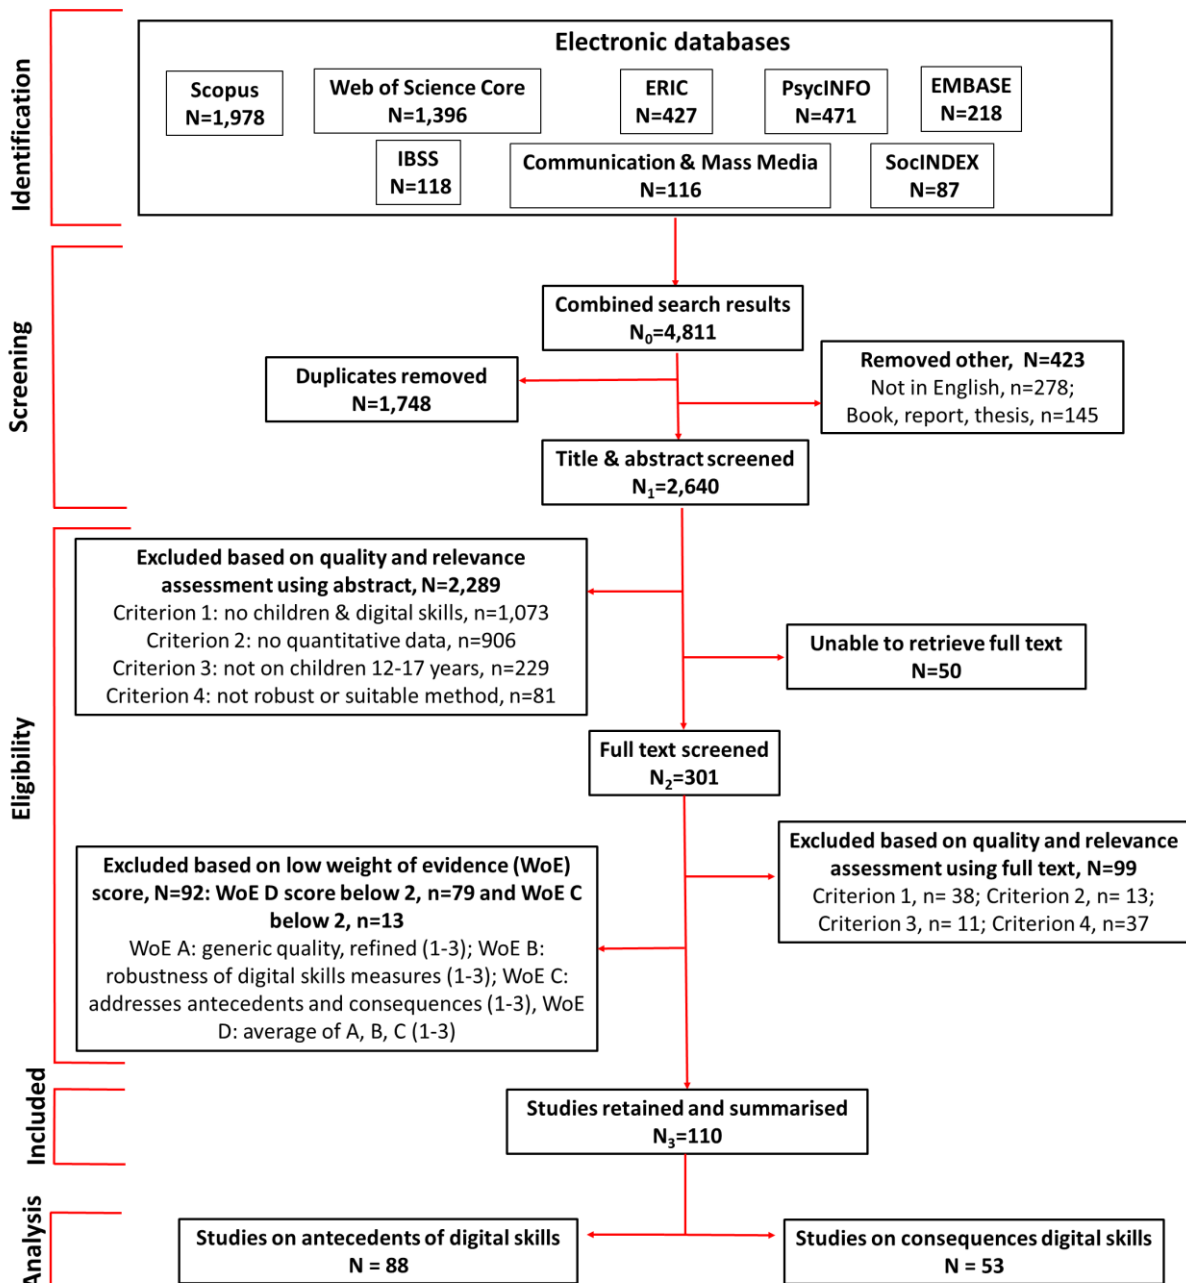 Identification
Electronic databases
Scopus
N=1,978
Web of Science Core
N=1,396
ERIC
N=427
PsycINFO
N=471
EMBASE
N=218
IBSS
N=118
Communication & Mass Media
N=116
SocINDEX
N=87
Screening
Combined search results
N₀=4,811
Duplicates removed
N=1,748
Removed other, N=423
Not in English, n=278;
Book, report, thesis, n=145
Title & abstract screened
N₁=2,640
Eligibility
Excluded based on quality and relevance
assessment using abstract, N=2,289
Criterion 1: no children & digital skills, n=1,073
Criterion 2: no quantitative data, n=906
Criterion 3: not on children 12-17 years, n=229
Criterion 4: not robust or suitable method, n=81
Unable to retrieve full text
N=50
Full text screened
N₂=301
Excluded based on quality and relevance
assessment using full text, N=99
Criterion 1, n= 38; Criterion 2, n= 13;
Criterion 3, n= 11; Criterion 4, n=37
Excluded based on low weight of evidence (WoE)
score, N=92: WoE D score below 2, n=79 and WoE C
below 2, n=13
WoE A: generic quality, refined (1-3); WoE B:
robustness of digital skills measures (1-3); WoE C:
addresses antecedents and consequences (1-3), WoE
D: average of A, B, C (1-3)
Included
Studies retained and summarised
N₃=110
Analysis
Studies on antecedents of digital skills
N = 88
Studies on consequences digital skills
N = 53